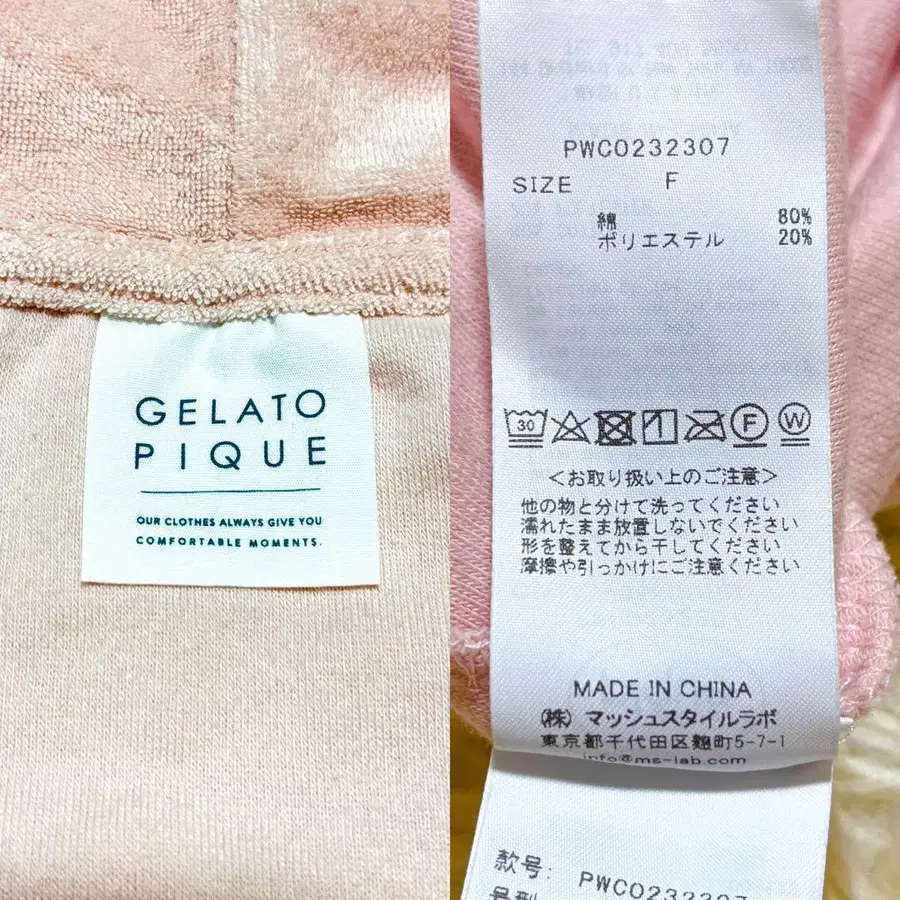 GELATO
PIQUE
OUR CLOTHES ALWAYS GIVE YOU
COMFORTABLE MOMENTS.
PWCO232307
SIZE F
綿 80%
ポリエステル 20%
30
F
W
<お取り扱い上のご注意>
他の物と分けて洗ってください
濡れたまま放置しないでください
形を整えてから干してください
摩擦や引っかけにご注意ください
MADE IN CHINA
(株) マッシュスタイルラボ
東京都千代田区麹町5-7-1
info@ms-lab.com
款号: PWCO232307
号型